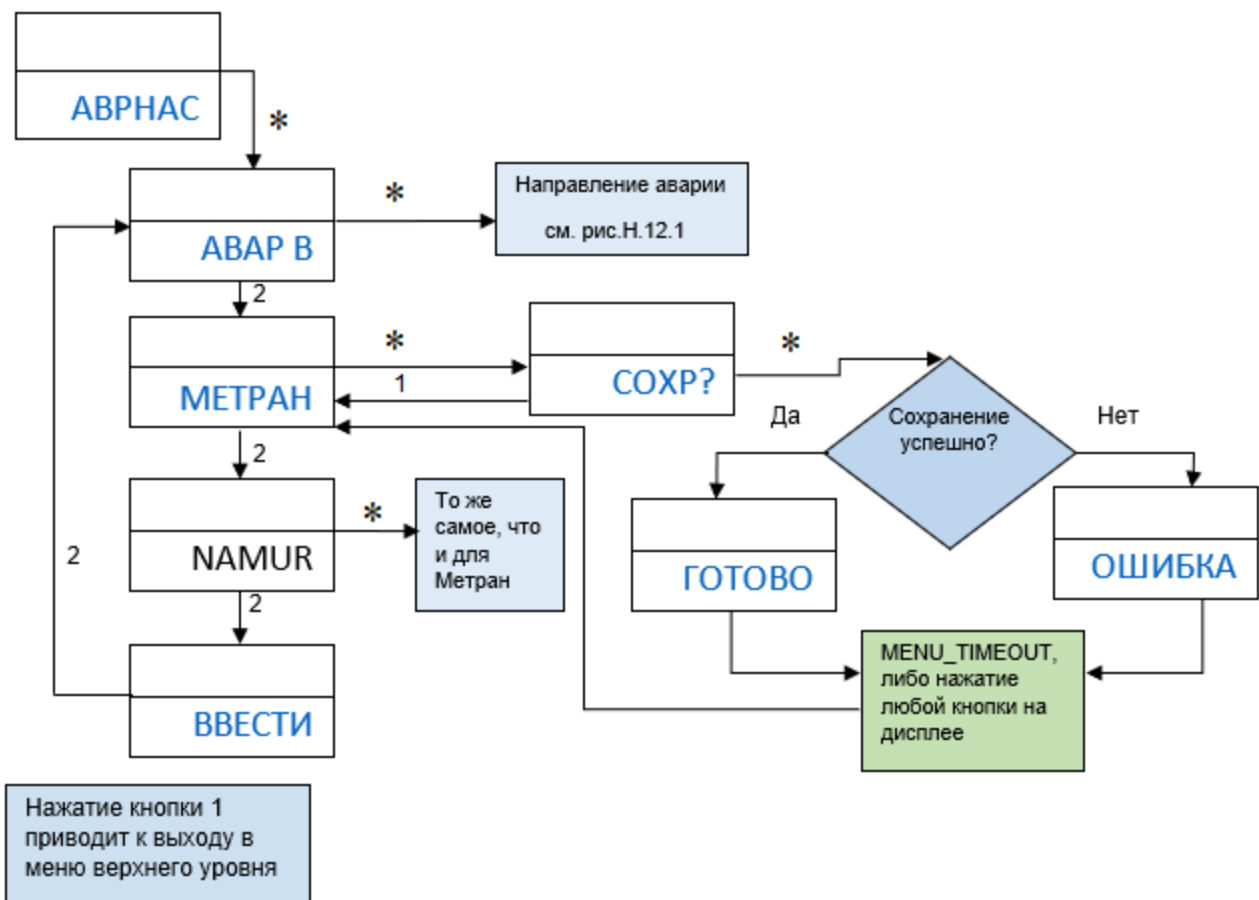 АВРНАС
*
АВАР В
*
Направление аварии
см. рис.Н.12.1
2
МЕТРАН
*
1
СОХР?
*
Сохранение
успешно?
Да
Нет
2
NAMUR
*
То же
самое, что
и для
Метран
ГОТОВО
ОШИБКА
2
2
ВВЕСТИ
MENU_TIMEOUT,
либо нажатие
любой кнопки на
дисплее
Нажатие кнопки 1
приводит к выходу в
меню верхнего уровня